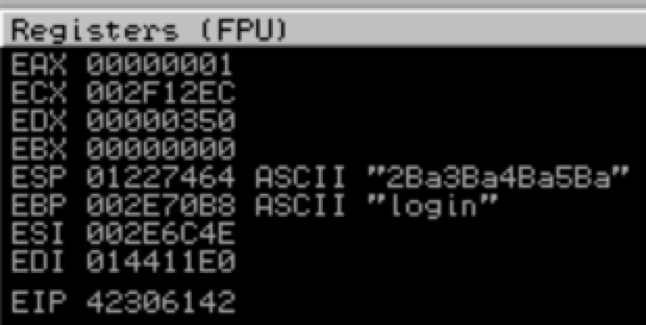 Registers (FPU)
EAX 00000001
ECX 002F12EC
EDX 00000350
EBX 00000000
ESP 01227464 ASCII "2Ba3Ba4Ba5Ba"
EBP 002E70B8 ASCII "login"
ESI 002E6C4E
EDI 014411E0
EIP 42306142